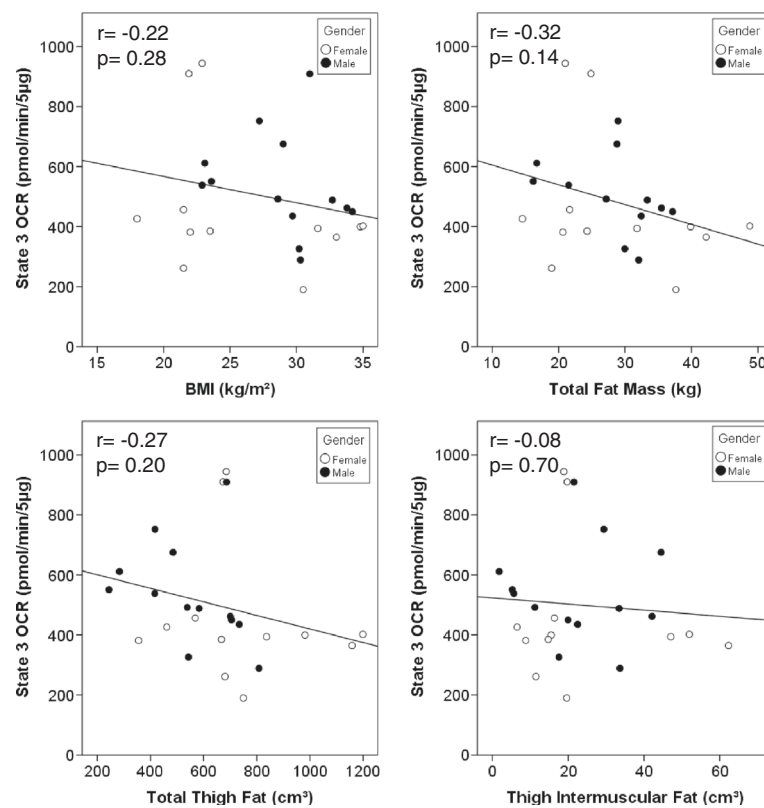 r= -0.22
p= 0.28
Gender
Female
Male
State 3 OCR (pmol/min/5µg)
1000
800
600
400
200
0
15 20 25 30 35
BMI (kg/m²)
r= -0.32
p= 0.14
Gender
Female
Male
State 3 OCR (pmol/min/5µg)
1000
800
600
400
200
0
10 20 30 40 50
Total Fat Mass (kg)
r= -0.27
p= 0.20
Gender
Female
Male
State 3 OCR (pmol/min/5µg)
1000
800
600
400
200
0
200 400 600 800 1000 1200
Total Thigh Fat (cm³)
r= -0.08
p= 0.70
Gender
Female
Male
State 3 OCR (pmol/min/5µg)
1000
800
600
400
200
0
0 20 40 60
Thigh Intermuscular Fat (cm³)